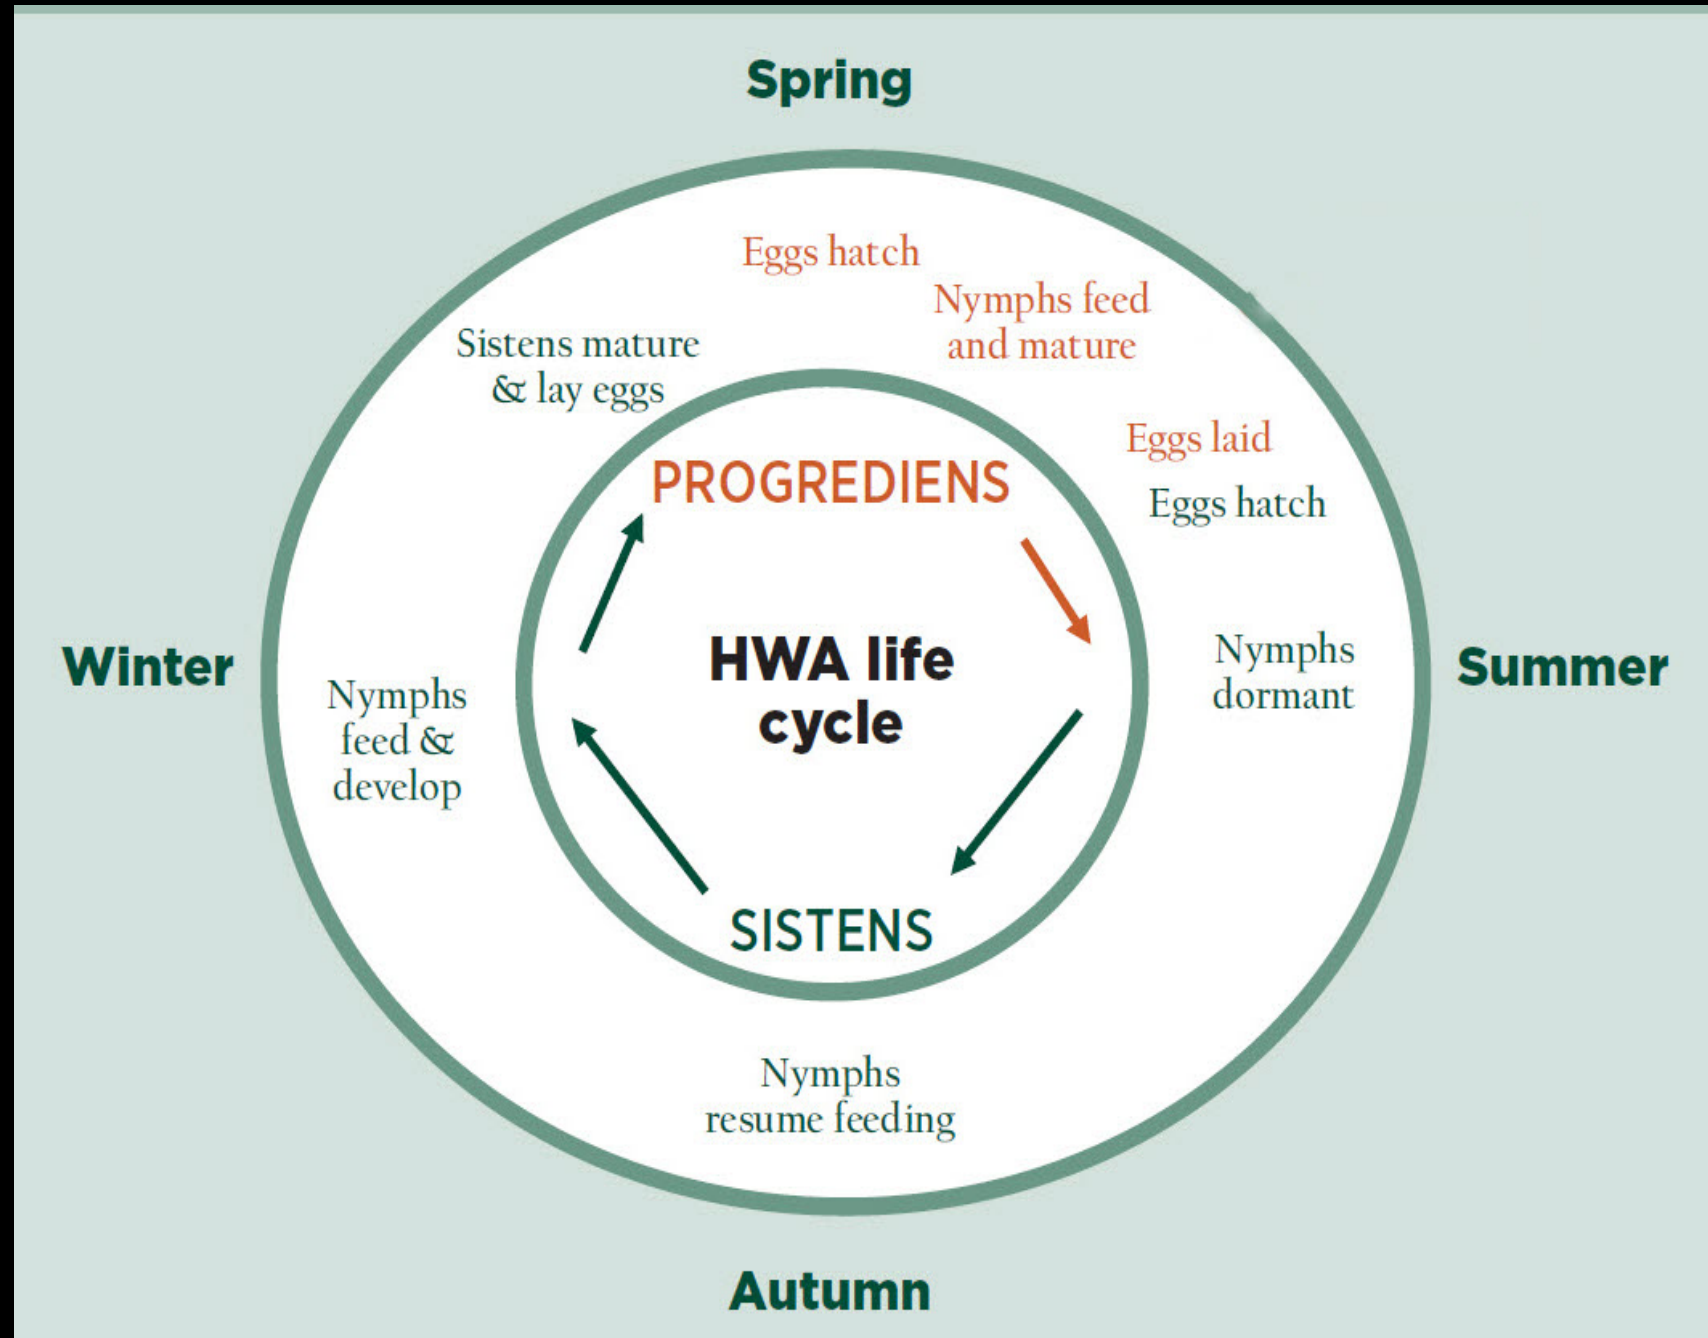 Spring
Eggs hatch
Nymphs feed
and mature
Sistens mature
& lay eggs
Eggs laid
Eggs hatch
PROGREDIENS
HWA life
cycle
Winter
Summer
Nymphs
dormant
Nymphs
feed &
develop
SISTENS
Nymphs
resume feeding
Autumn